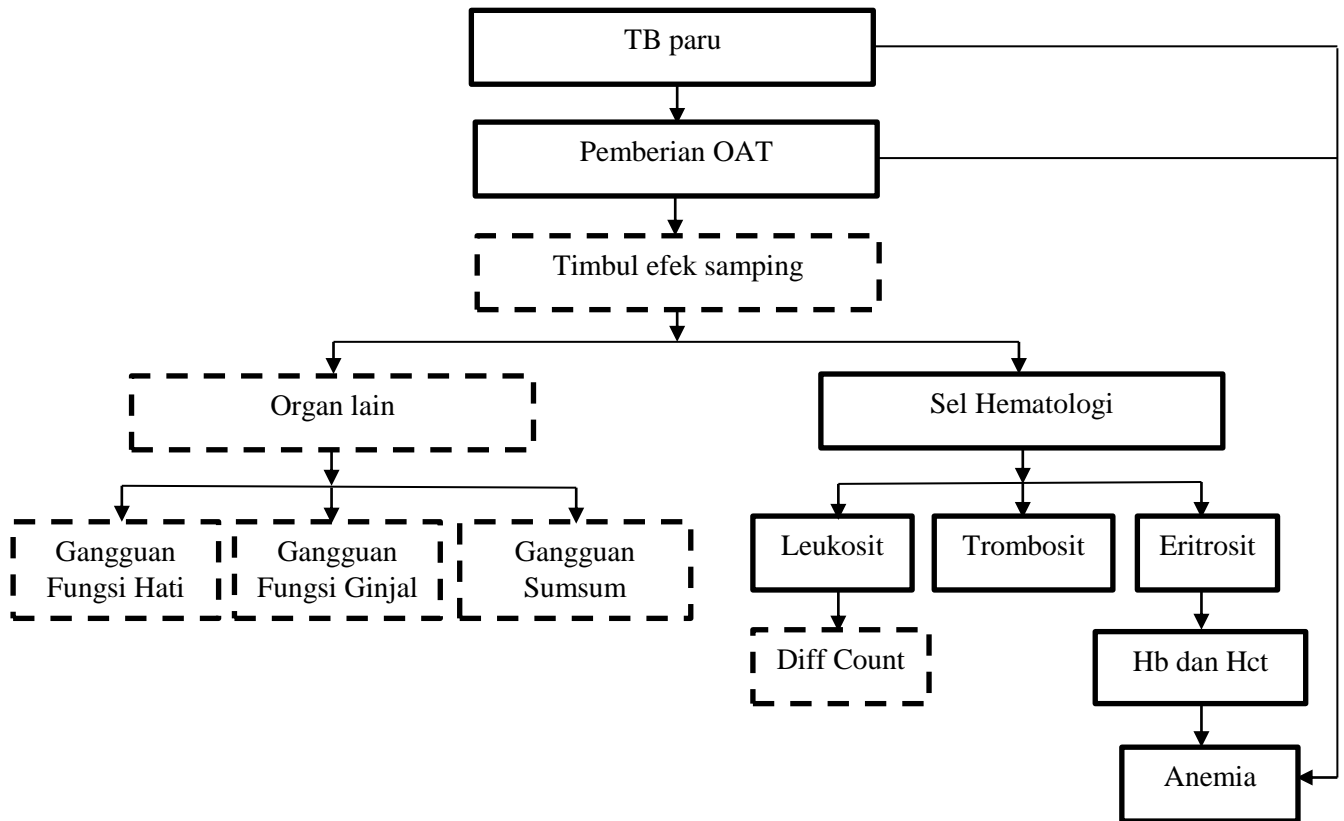 TB paru
Pemberian OAT
Timbul efek samping
Organ lain
Sel Hematologi
Gangguan
Fungsi Hati
Gangguan
Fungsi Ginjal
Gangguan
Sumsum
Leukosit
Trombosit
Eritrosit
Diff Count
Hb dan Hct
Anemia